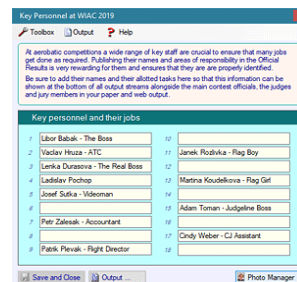 Key Personnel at WIAC 2019
Toolbox Output Help
At aerobatic competitions a wide range of key staff are crucial to ensure that many jobs
get done as required. Publishing their names and areas of responsibility in the Official
Results is very rewarding for them and ensures that they are are properly identified.
Be sure to add their names and their allotted tasks here so that this information can be
shown at the bottom of all output streams alongside the main contest officials, the judges
and jury members in your paper and web output.
Key personnel and their jobs
1 Libor Babak - The Boss
2 Vaclav Hruza - ATC
3 Lenka Durasova - The Real Boss
4 Ladislav Pochop
5 Josef Sutka - Videoman
6
7 Petr Zalesak - Accountant
8
9 Patrik Plevak - Flight Director
10
11 Janek Rozlivka - Flag Boy
12
13 Martina Koudelkova - Flag Girl
14
15 Adam Toman - Judgeline Boss
16
17 Cindy Weber - CJ Assistant
18
Save and Close Output ... Photo Manager